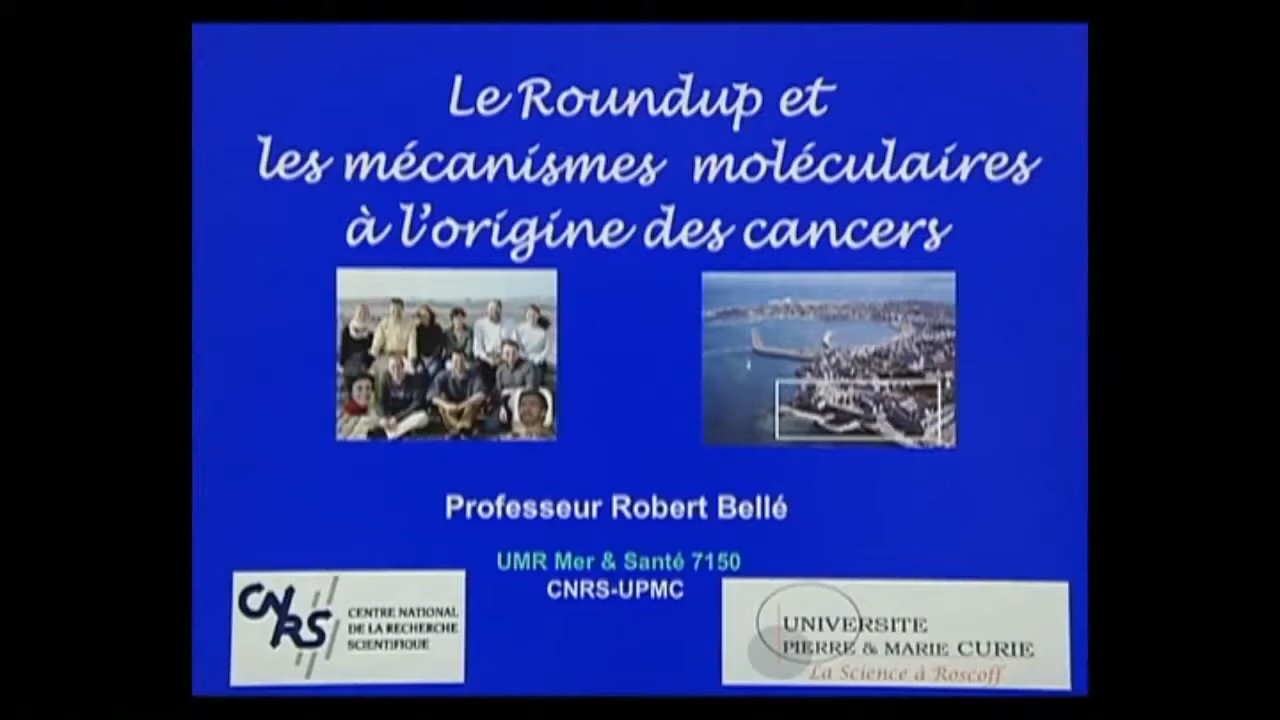 Le Roundup et
les mécanismes moléculaires
à l'origine des cancers
Professeur Robert Bellé
UMR Mer & Santé 7150
CNRS-UPMC
CNRS
CENTRE NATIONAL
DE LA RECHERCHE
SCIENTIFIQUE
UNIVERSITE
PIERRE & MARIE CURIE
La Science à Roscoff